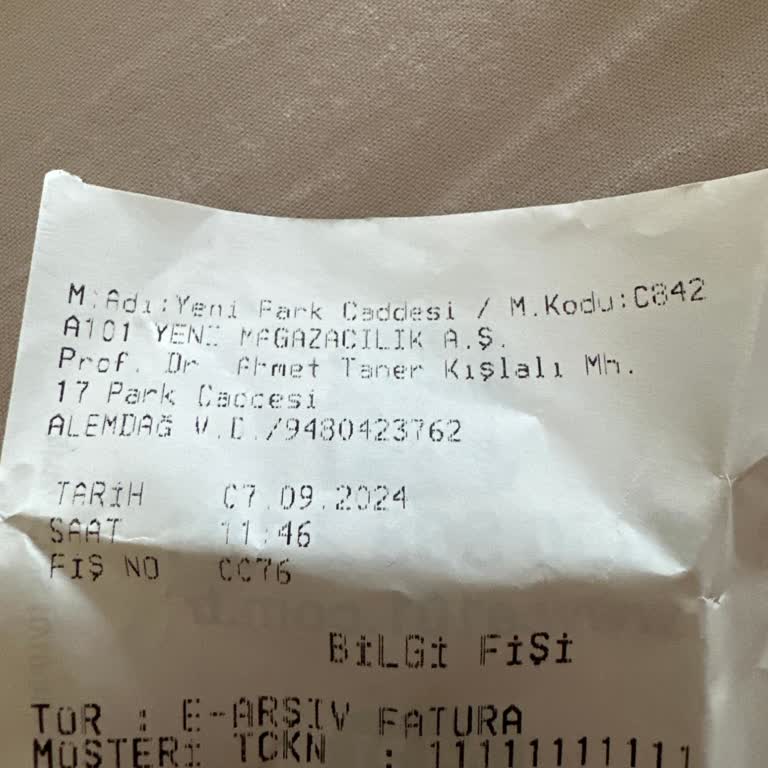 M.Adı:Yeni Park Caddesi / M.Kodu:C842
A101 YENİ MAGAZACILIK A.Ş.
Prof. Dr. Ahmet Taner Kışlalı Mh.
17 Park Caddesi
ALEMDAĞ V.D./9480423762
TARİH 07.09.2024
SAAT 11:46
FİŞ NO 0076
BİLGİ FİŞİ
TÜR : E-ARŞİV FATURA
MÜŞTERİ TCKN : 11111111111